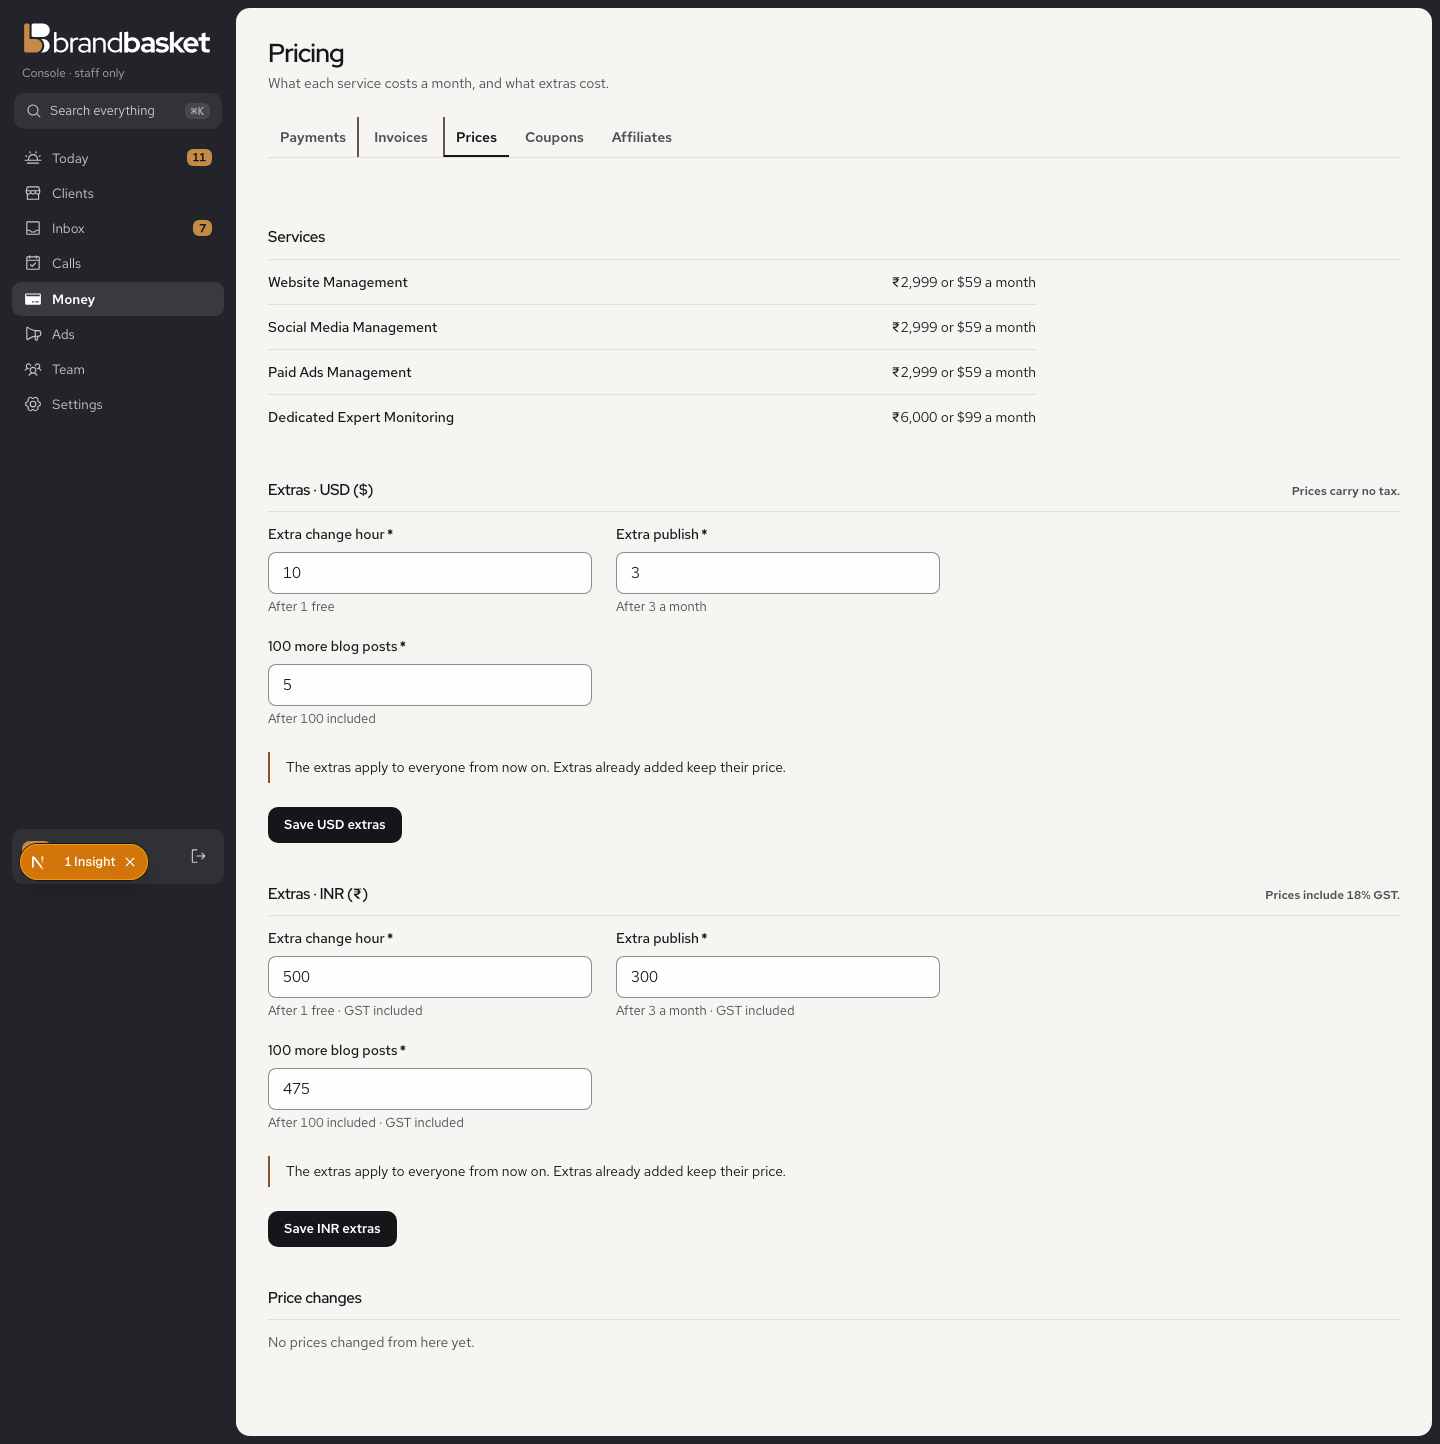 brandbasket
Console · staff only
Search everything ⌘K
Today 11
Clients
Inbox 7
Calls
Money
Ads
Team
Settings
1 Insight
Pricing
What each service costs a month, and what extras cost.
Payments Invoices Prices Coupons Affiliates
Services
Website Management ₹2,999 or $59 a month
Social Media Management ₹2,999 or $59 a month
Paid Ads Management ₹2,999 or $59 a month
Dedicated Expert Monitoring ₹6,000 or $99 a month
Extras · USD ($) Prices carry no tax.
Extra change hour * Extra publish *
10 3
After 1 free After 3 a month
100 more blog posts *
5
After 100 included
The extras apply to everyone from now on. Extras already added keep their price.
Save USD extras
Extras · INR (₹) Prices include 18% GST.
Extra change hour * Extra publish *
500 300
After 1 free · GST included After 3 a month · GST included
100 more blog posts *
475
After 100 included · GST included
The extras apply to everyone from now on. Extras already added keep their price.
Save INR extras
Price changes
No prices changed from here yet.